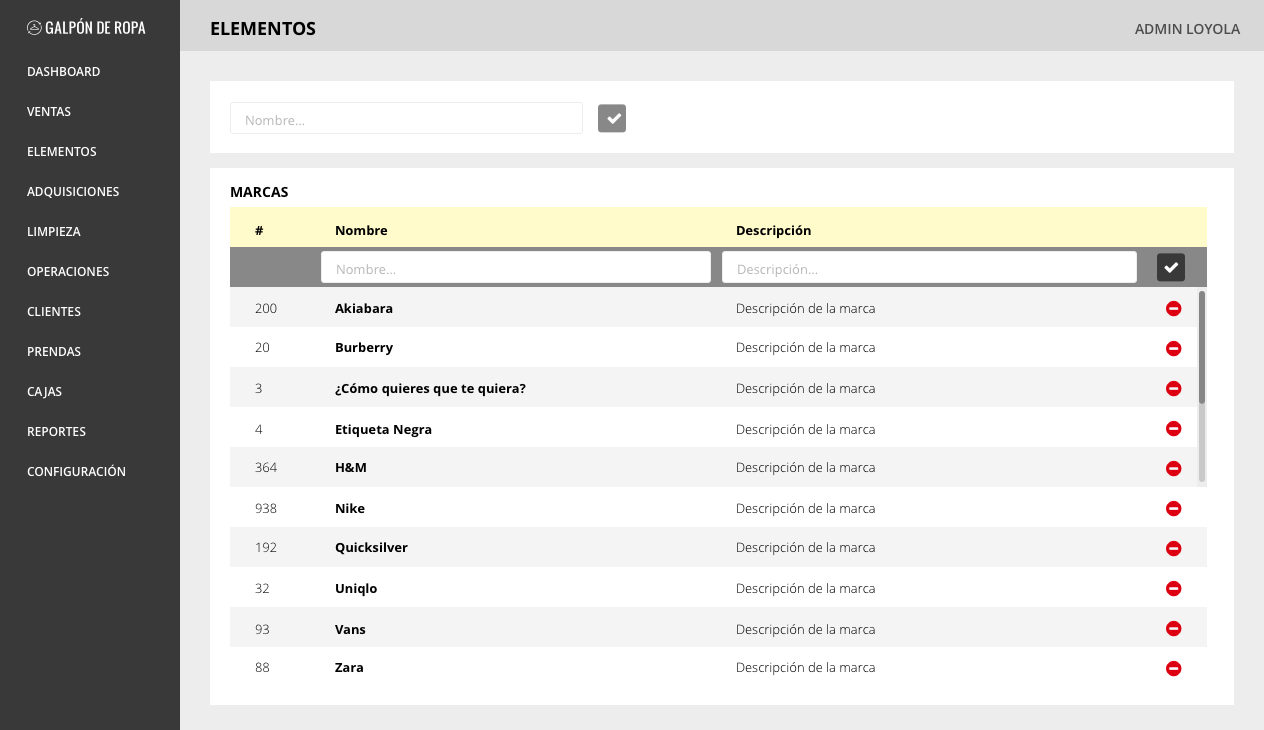 GALPÓN DE ROPA
DASHBOARD
VENTAS
ELEMENTOS
ADQUISICIONES
LIMPIEZA
OPERACIONES
CLIENTES
PRENDAS
CAJAS
REPORTES
CONFIGURACIÓN
ELEMENTOS
ADMIN LOYOLA
Nombre...
MARCAS
# Nombre Descripción
Nombre... Descripción...
200 Akiabara Descripción de la marca
20 Burberry Descripción de la marca
3 ¿Cómo quieres que te quiera? Descripción de la marca
4 Etiqueta Negra Descripción de la marca
364 H&M Descripción de la marca
938 Nike Descripción de la marca
192 Quicksilver Descripción de la marca
32 Uniqlo Descripción de la marca
93 Vans Descripción de la marca
88 Zara Descripción de la marca